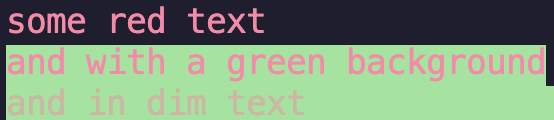 some red text
and with a green background
and in dim text